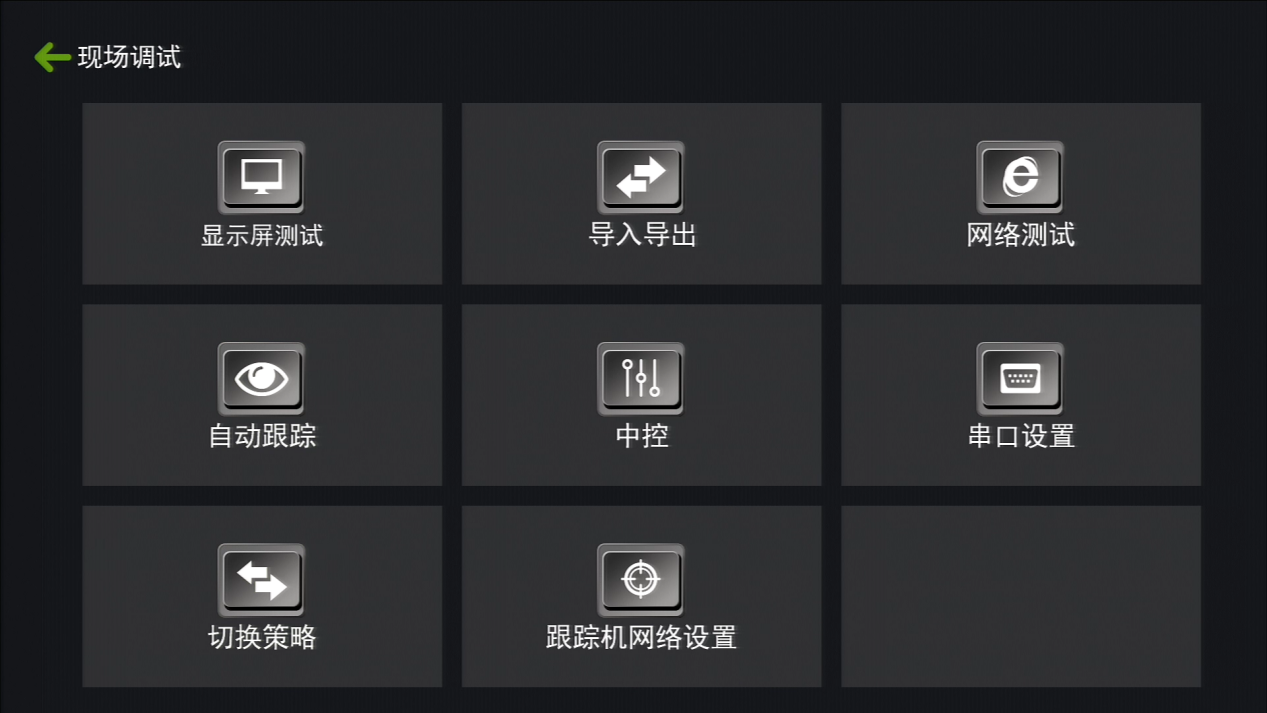 现场调试
显示屏测试
导入导出
网络测试
自动跟踪
中控
串口设置
切换策略
跟踪机网络设置